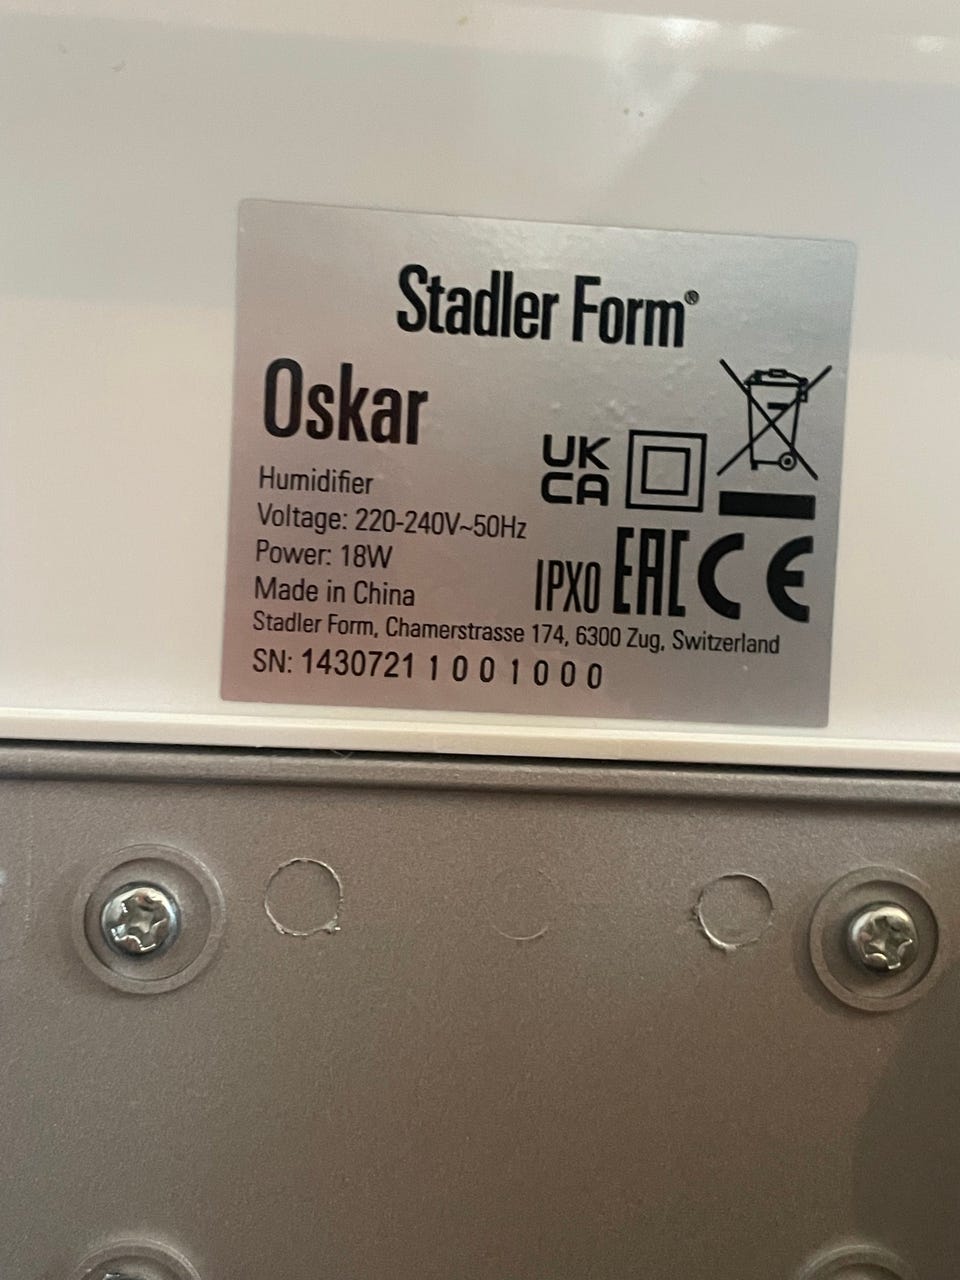 Stadler Form®
Oskar
Humidifier
Voltage: 220-240V~50Hz
Power: 18W
Made in China
UK
CA
IPX0 EAC CE
Stadler Form, Chamerstrasse 174, 6300 Zug, Switzerland
SN: 1430721 1 0 0 1 0 0 0